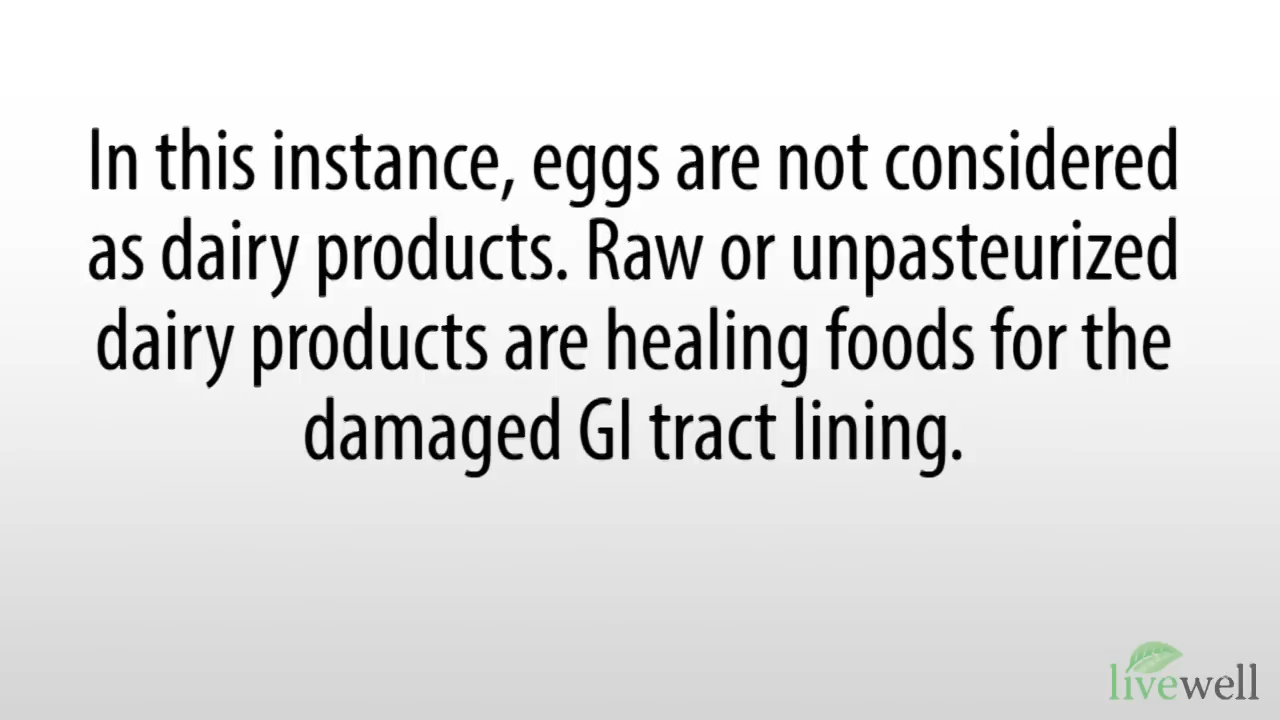 In this instance, eggs are not considered
as dairy products. Raw or unpasteurized
dairy products are healing foods for the
damaged GI tract lining.
livewell